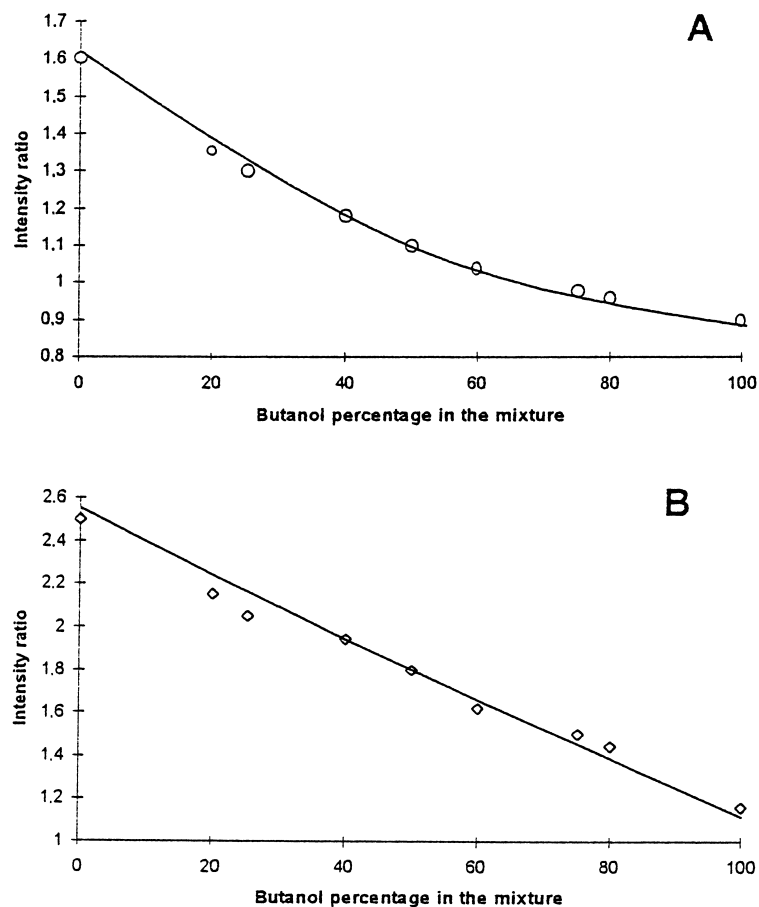 A
1.7
1.6
1.5
1.4
1.3
1.2
1.1
1
0.9
0.8
Intensity ratio
0 20 40 60 80 100
Butanol percentage in the mixture
B
2.6
2.4
2.2
2
1.8
1.6
1.4
1.2
1
Intensity ratio
0 20 40 60 80 100
Butanol percentage in the mixture